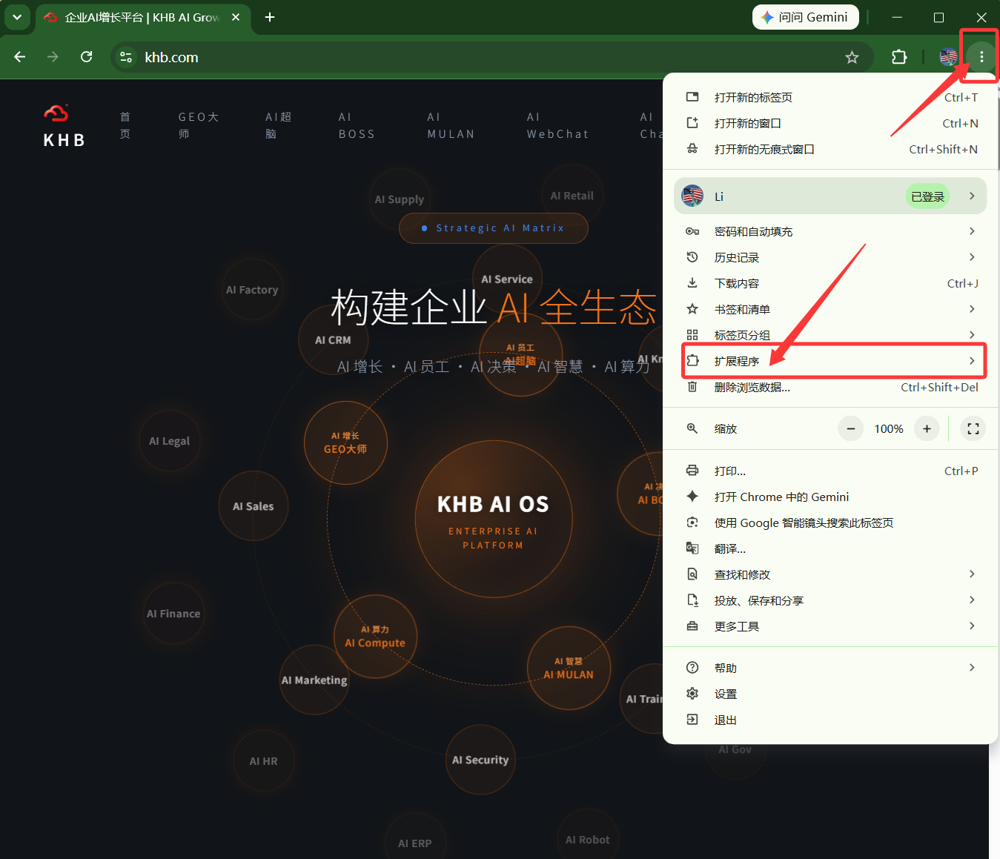 企业AI增长平台 | KHB AI Grow
问问 Gemini
khb.com
KHB
首页
GEO大师
AI超脑
AI BOSS
AI MULAN
AI WebChat
AI
AI Supply
AI Retail
Strategic AI Matrix
AI Factory
AI Service
构建企业 AI 全生态
AI CRM
AI 员工
AI超脑
AI 增长 · AI 员工 · AI 决策 · AI 智慧 · AI 算力
AI Legal
AI 增长
GEO大师
AI Sales
KHB AI OS
ENTERPRISE AI
PLATFORM
AI Finance
AI 算力
AI Compute
AI 智慧
AI MULAN
AI Marketing
AI HR
AI Security
AI Gov
AI ERP
AI Robot
打开新的标签页 Ctrl+T
打开新的窗口 Ctrl+N
打开新的无痕式窗口 Ctrl+Shift+N
Li 已登录
密码和自动填充
历史记录
下载内容 Ctrl+J
书签和清单
标签页分组
扩展程序
删除浏览数据... Ctrl+Shift+Del
缩放 − 100% +
打印... Ctrl+P
打开 Chrome 中的 Gemini
使用 Google 智能镜头搜索此标签页
翻译...
查找和修改
投放、保存和分享
更多工具
帮助
设置
退出